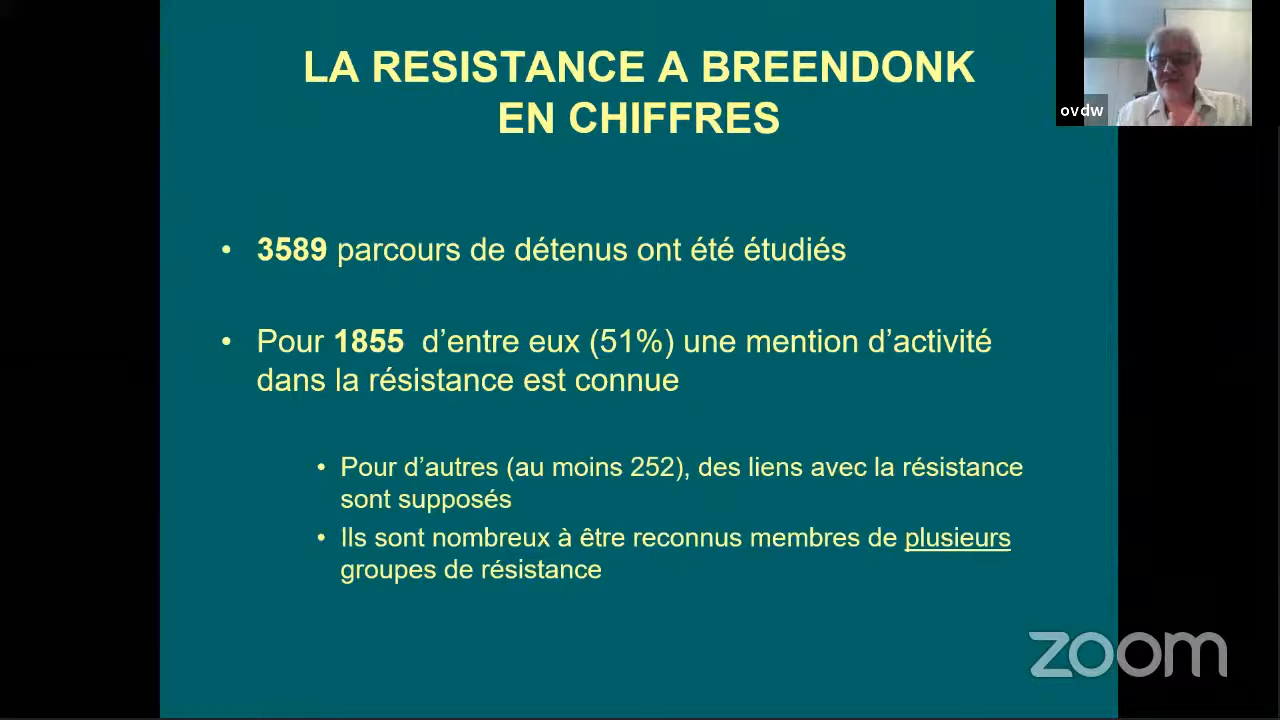 LA RESISTANCE A BREENDONK
EN CHIFFRES
ovdw
• 3589 parcours de détenus ont été étudiés
• Pour 1855 d’entre eux (51%) une mention d’activité
dans la résistance est connue
• Pour d’autres (au moins 252), des liens avec la résistance
sont supposés
• Ils sont nombreux à être reconnus membres de plusieurs
groupes de résistance
zoom